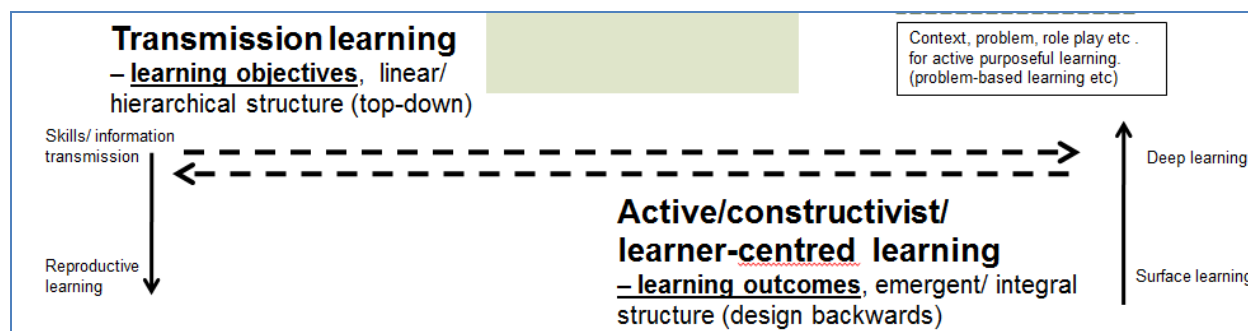 Transmission learning
– learning objectives, linear/
hierarchical structure (top-down)
Context, problem, role play etc .
for active purposeful learning.
(problem-based learning etc)
Skills/ information
transmission
Deep learning
Active/constructivist/
learner-centred learning
– learning outcomes, emergent/ integral
structure (design backwards)
Reproductive
learning
Surface learning